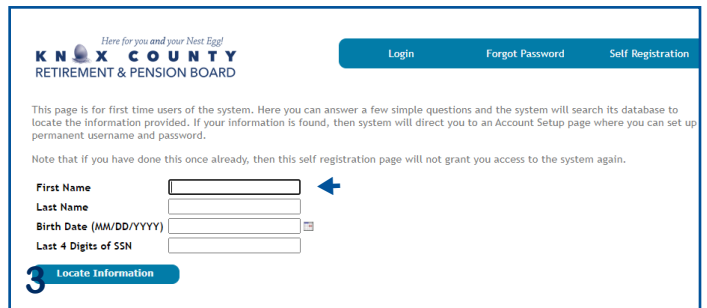 Here for you and your Nest Egg!
KNOX COUNTY
RETIREMENT & PENSION BOARD
Login Forgot Password Self Registration
This page is for first time users of the system. Here you can answer a few simple questions and the system will search its database to
locate the information provided. If your information is found, then system will direct you to an Account Setup page where you can set up
permanent username and password.
Note that if you have done this once already, then this self registration page will not grant you access to the system again.
First Name
Last Name
Birth Date (MM/DD/YYYY)
Last 4 Digits of SSN
3 Locate Information